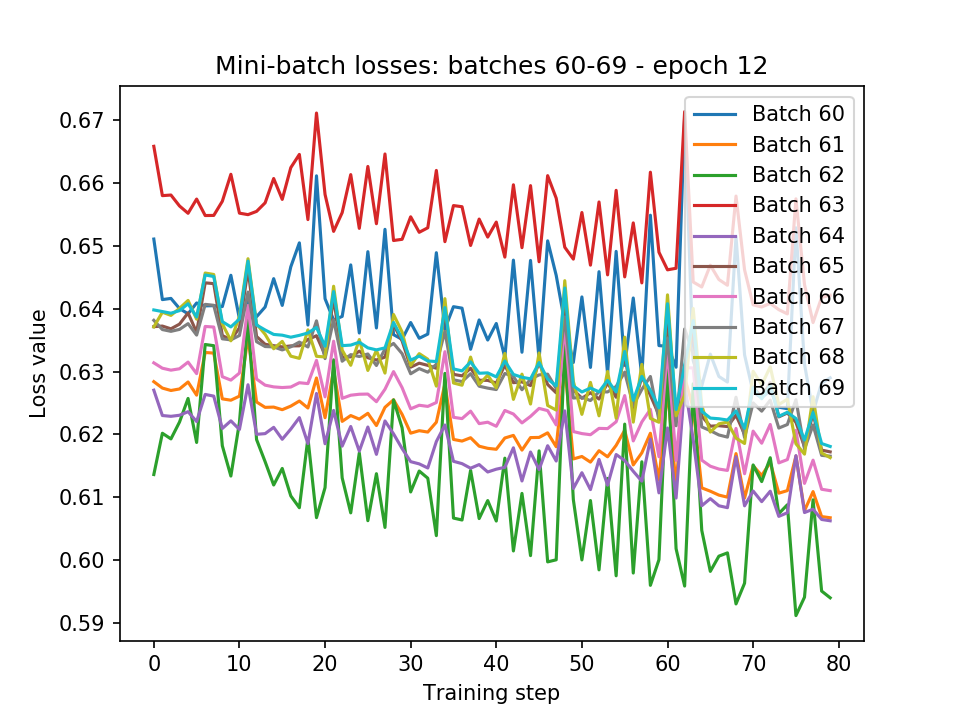 Mini-batch losses: batches 60-69 - epoch 12
Loss value
0.67
0.66
0.65
0.64
0.63
0.62
0.61
0.60
0.59
Batch 60
Batch 61
Batch 62
Batch 63
Batch 64
Batch 65
Batch 66
Batch 67
Batch 68
Batch 69
0 10 20 30 40 50 60 70 80
Training step